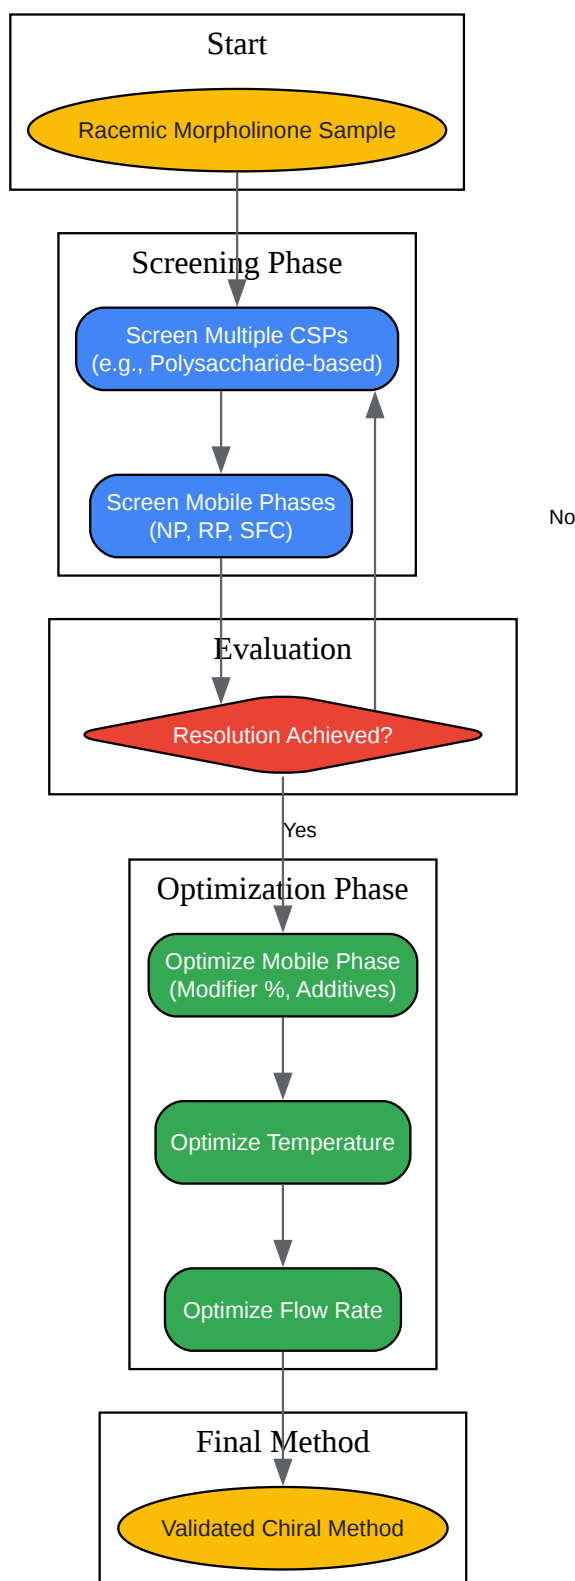 Start
Racemic Morpholinone Sample
Screening Phase
Screen Multiple CSPs
(e.g., Polysaccharide-based)
Screen Mobile Phases
(NP, RP, SFC)
No
Evaluation
Resolution Achieved?
Yes
Optimization Phase
Optimize Mobile Phase
(Modifier %, Additives)
Optimize Temperature
Optimize Flow Rate
Final Method
Validated Chiral Method